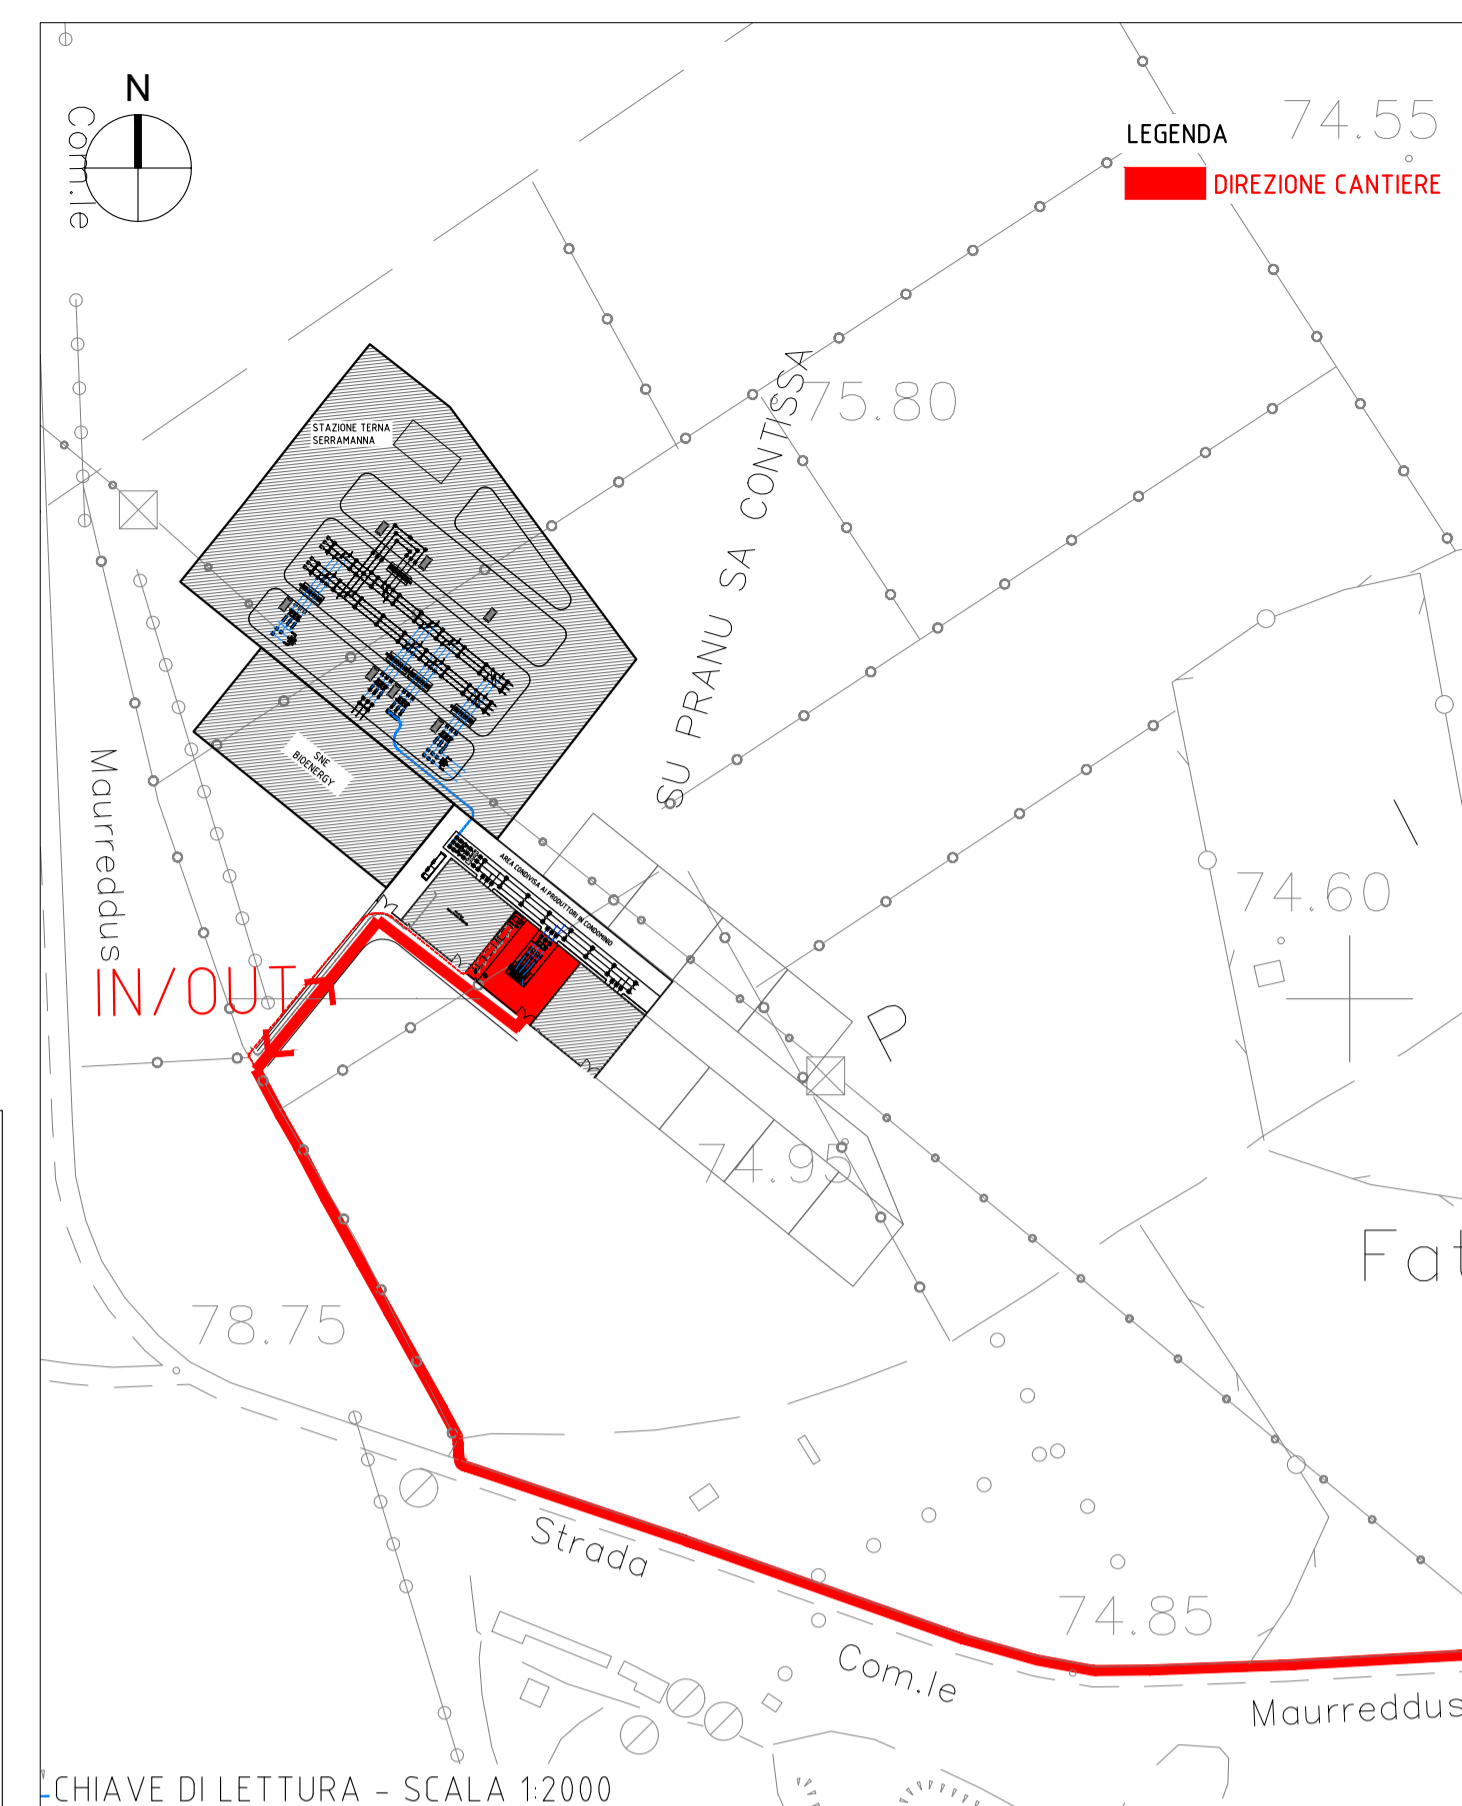 N
Com.le
LEGENDA
DIREZIONE CANTIERE
74.55
STAZIONE TERNA
SERRAMANNA
75.80
SU PRANU SA CONTISSA
SNE
BIOENERGY
Maurreddus
AREA CONDIVISA AI PRODUTTORI IN CONDOMINIO
74.60
IN/OUT
P
74.95
Fat
78.75
Strada
74.85
Com.le
Maurreddus
CHIAVE DI LETTURA - SCALA 1:2000